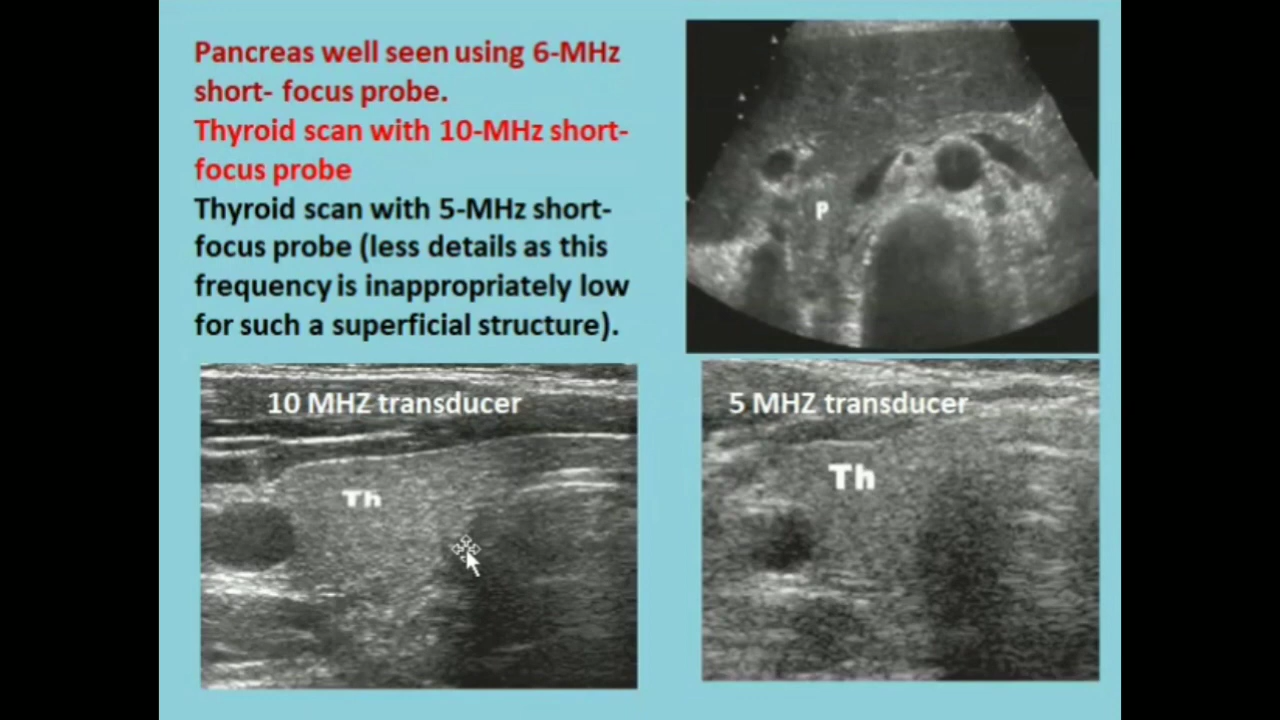 Pancreas well seen using 6-MHz
short- focus probe.
Thyroid scan with 10-MHz short-
focus probe
Thyroid scan with 5-MHz short-
focus probe (less details as this
frequency is inappropriately low
for such a superficial structure).
P
10 MHZ transducer
Th
5 MHZ transducer
Th